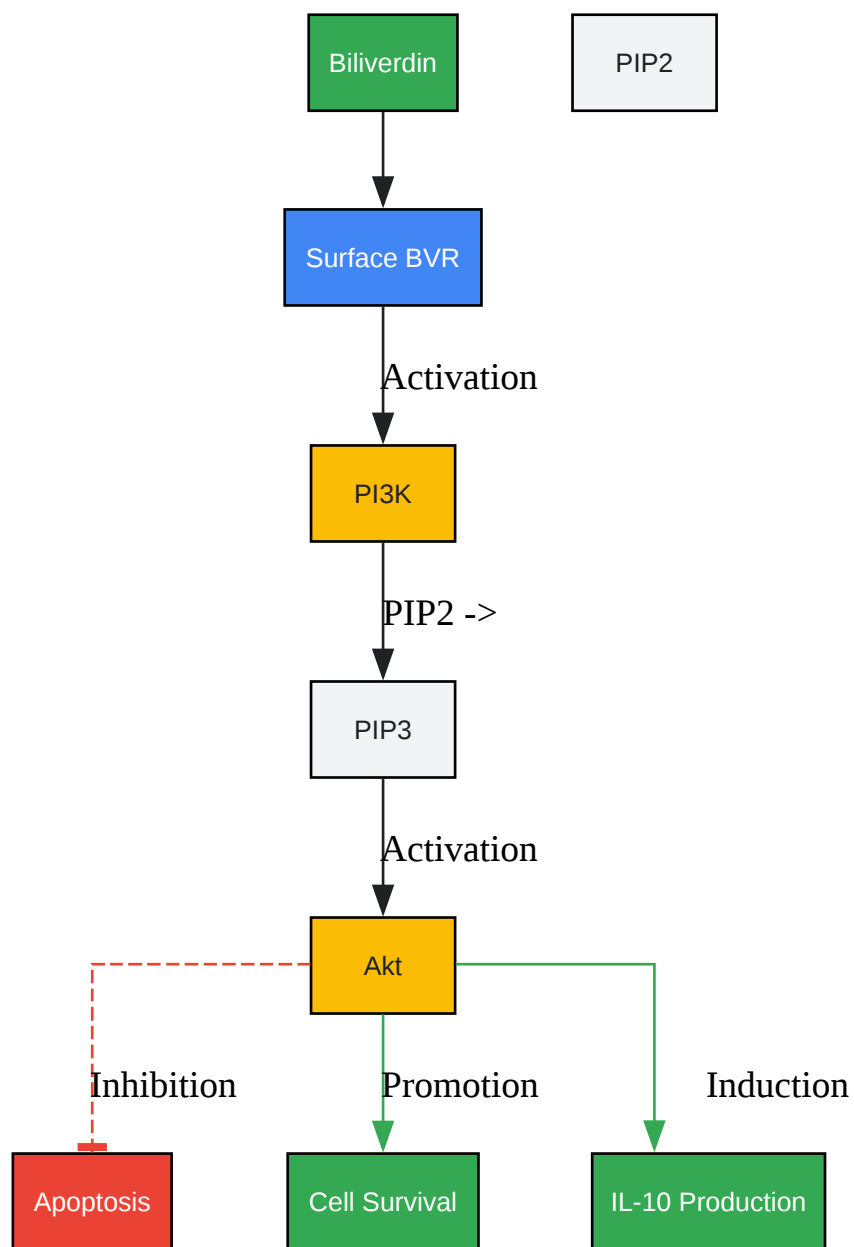 Biliverdin
PIP2
Surface BVR
Activation
PI3K
PIP2 ->
PIP3
Activation
Akt
Inhibition
Promotion
Induction
Apoptosis
Cell Survival
IL-10 Production